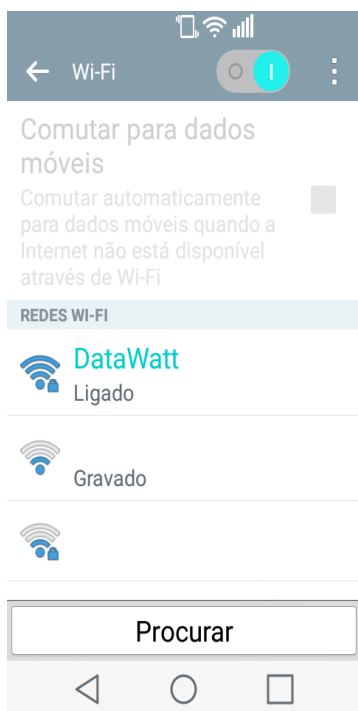 Wi-Fi
Comutar para dados
móveis
Comutar automaticamente
para dados móveis quando a
Internet não está disponível
através de Wi-Fi
REDES WI-FI
DataWatt
Ligado
Gravado
Procurar